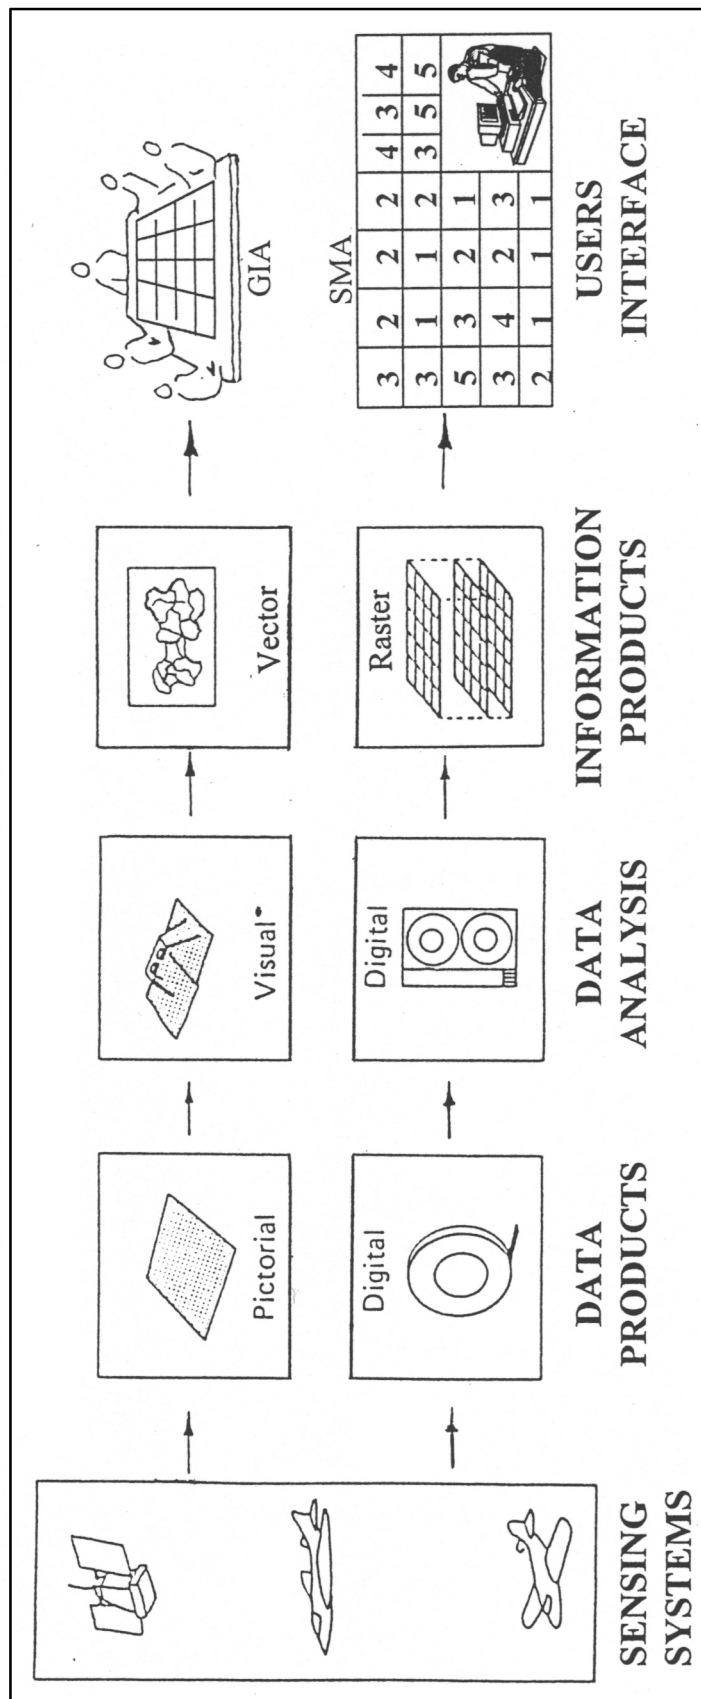 Pictorial
Visual*
Vector
GIA
Digital
Digital
Raster
SMA
3 2 2 2 4 3 4
3 1 1 2 3 5 5
5 3 2 1
3 4 2 3
2 1 1 1
SENSING
SYSTEMS
DATA
PRODUCTS
DATA
ANALYSIS
INFORMATION
PRODUCTS
USERS
INTERFACE